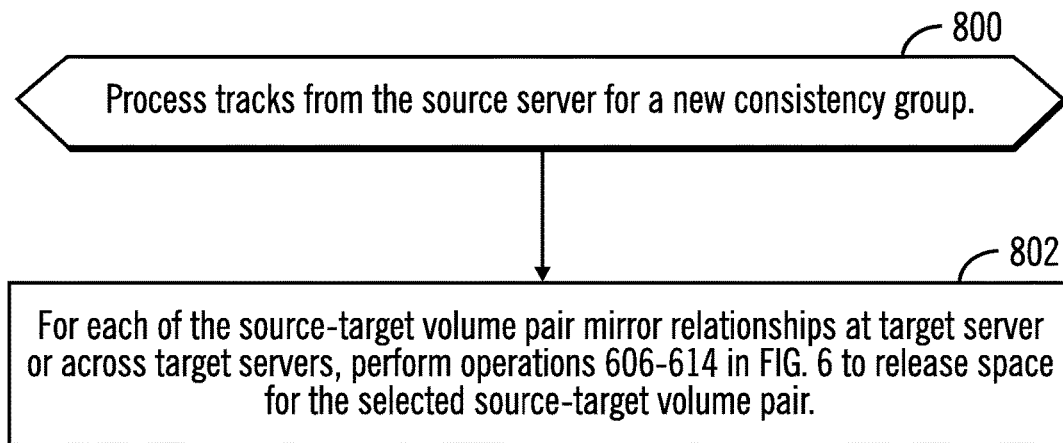 800
Process tracks from the source server for a new consistency group.
802
For each of the source-target volume pair mirror relationships at target server
or across target servers, perform operations 606-614 in FIG. 6 to release space
for the selected source-target volume pair.